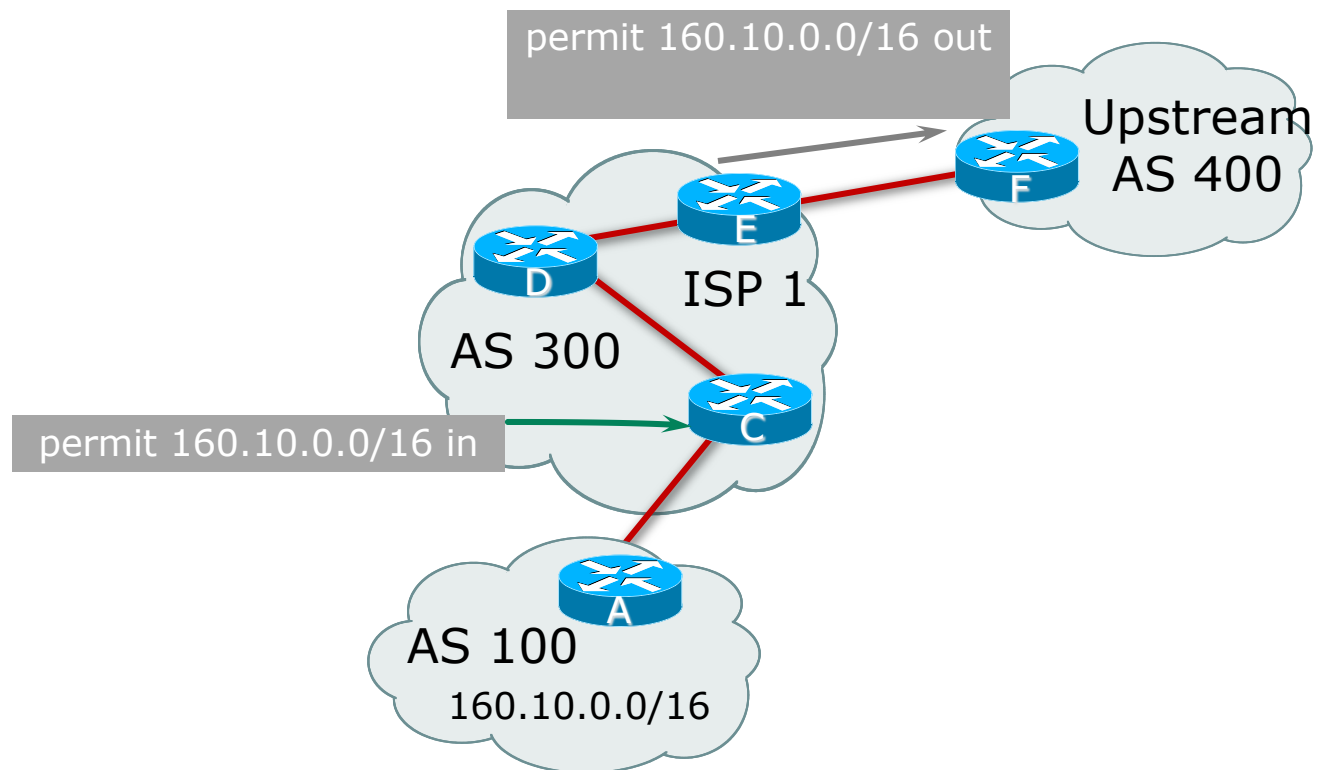 permit 160.10.0.0/16 out
Upstream
AS 400
F
E
D
ISP 1
AS 300
C
permit 160.10.0.0/16 in
A
AS 100
160.10.0.0/16